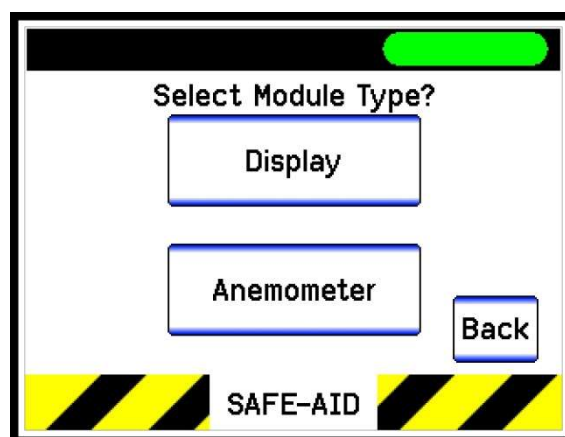 Select Module Type?
Display
Anemometer
Back
SAFE-AID